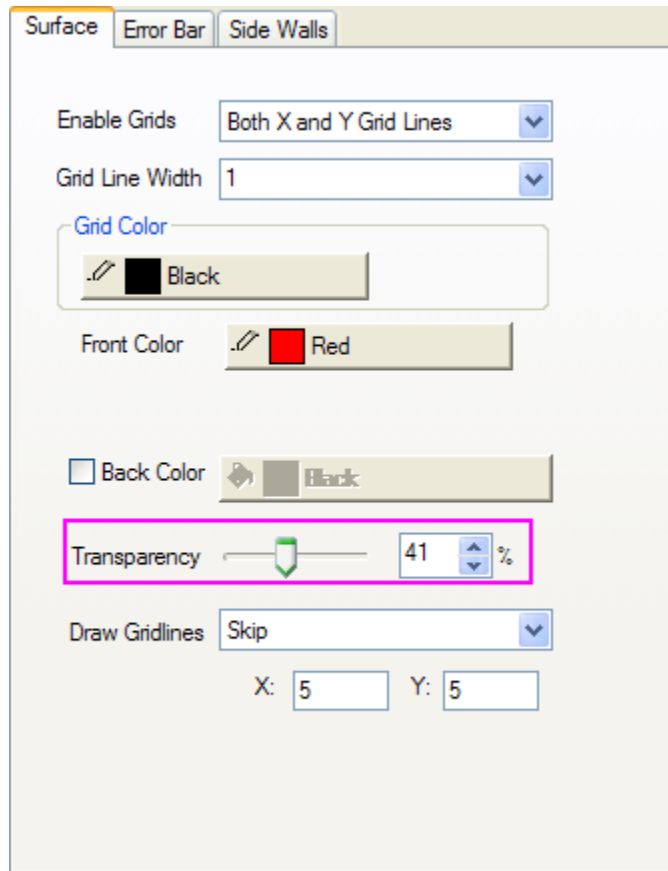 Surface Error Bar Side Walls
Enable Grids Both X and Y Grid Lines
Grid Line Width 1
Grid Color
Black
Front Color Red
Back Color Black
Transparency 41 %
Draw Gridlines Skip
X: 5 Y: 5